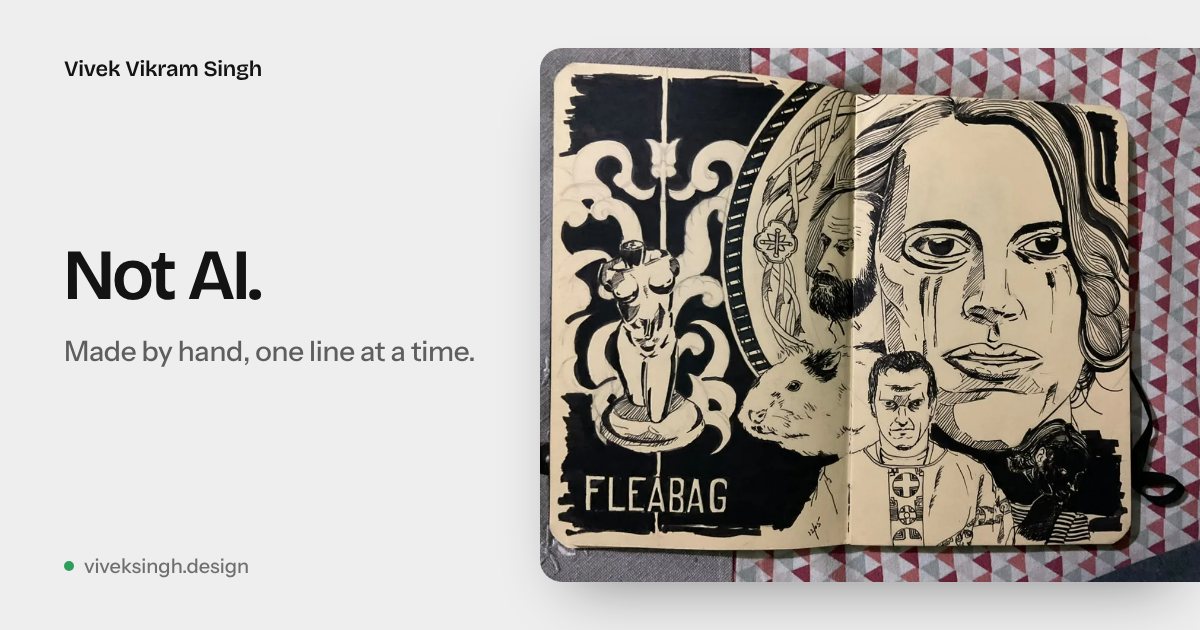 Vivek Vikram Singh
Not AI.
Made by hand, one line at a time.
viveksingh.design
FLEABAG